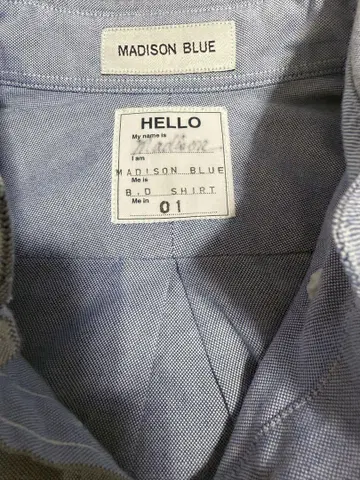 MADISON BLUE
HELLO
My name is
Madison
I am
MADISON BLUE
Me is
B.D SHIRT
Me in
01